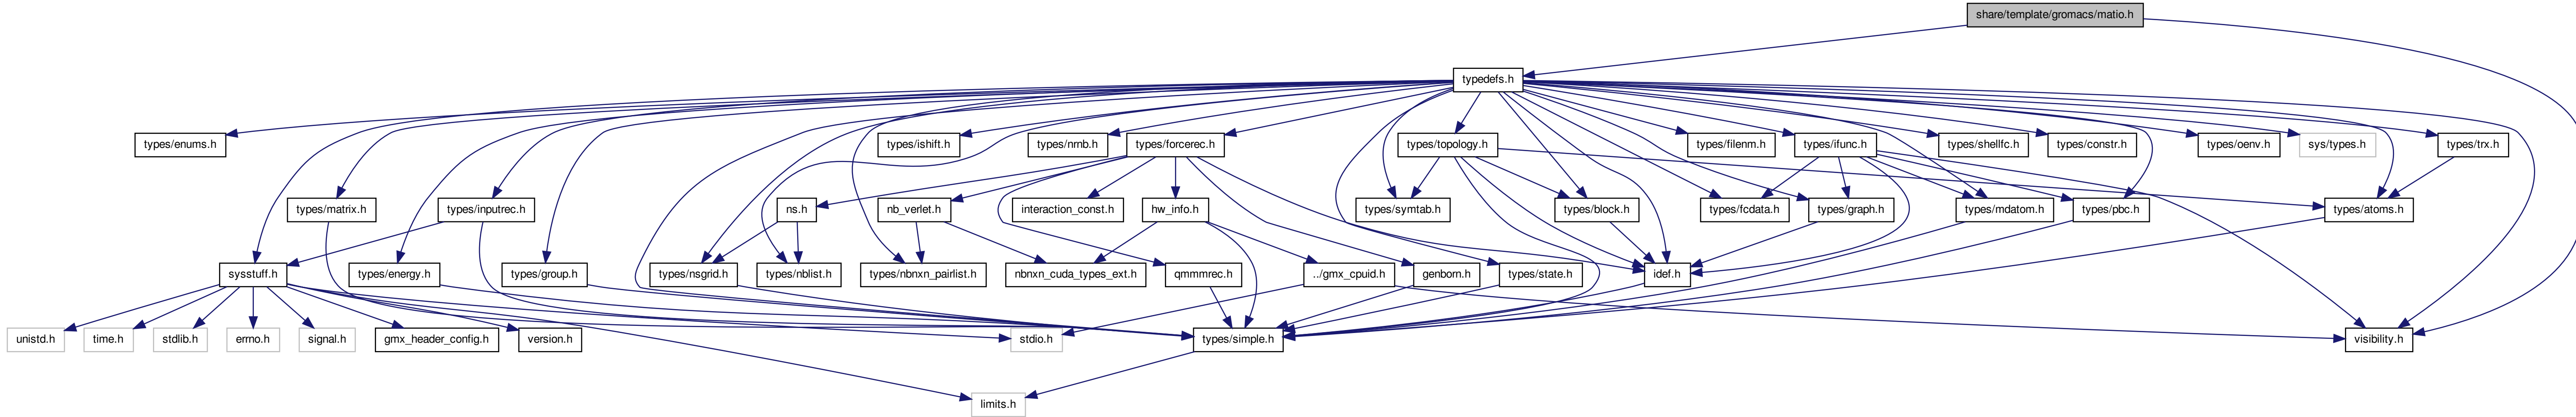 share/template/gromacs/matio.h
typedefs.h
types/enums.h
types/ishift.h
types/nrnb.h
types/forcerec.h
types/topology.h
types/filenm.h
types/ifunc.h
types/shellfc.h
types/constr.h
types/oenv.h
sys/types.h
types/trx.h
types/matrix.h
types/inputrec.h
ns.h
nb_verlet.h
interaction_const.h
hw_info.h
types/symtab.h
types/block.h
types/fcdata.h
types/graph.h
types/mdatom.h
types/pbc.h
types/atoms.h
sysstuff.h
types/energy.h
types/group.h
types/nsgrid.h
types/nblist.h
types/nbnxn_pairlist.h
nbnxn_cuda_types_ext.h
qmmmrec.h
../gmx_cpuid.h
genborn.h
types/state.h
idef.h
unistd.h
time.h
stdlib.h
errno.h
signal.h
gmx_header_config.h
version.h
stdio.h
types/simple.h
visibility.h
limits.h